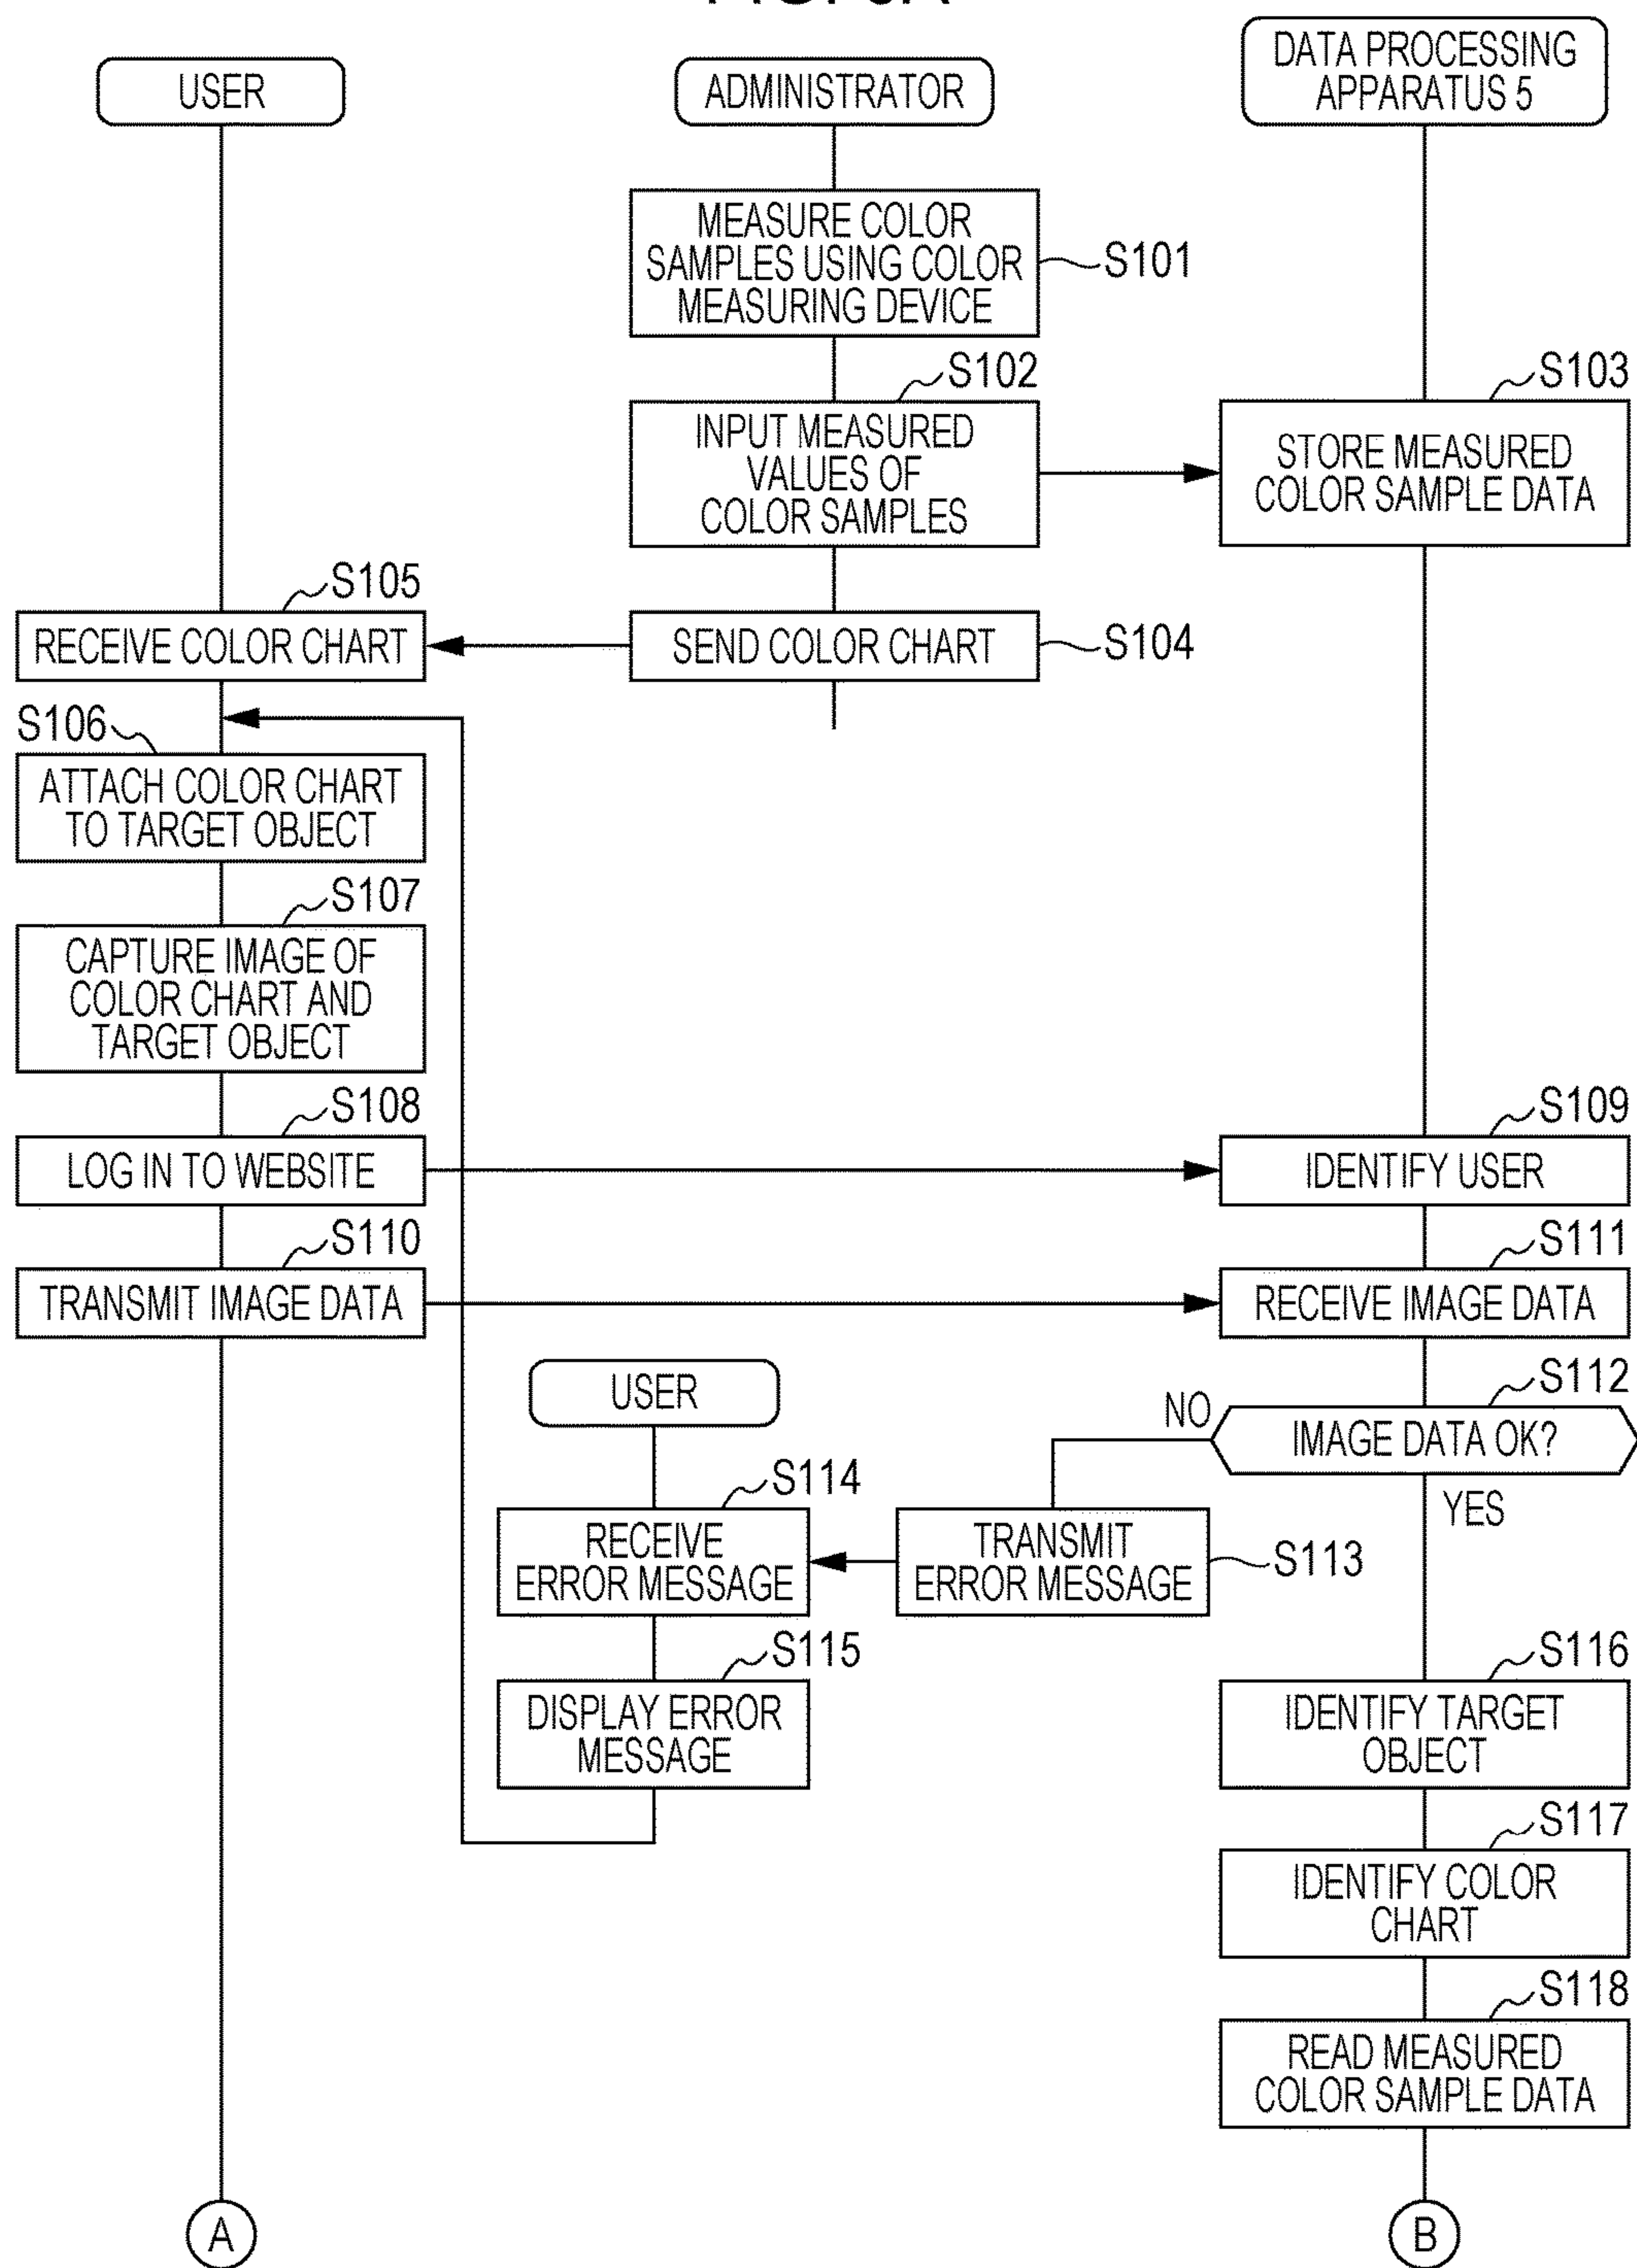 USER
ADMINISTRATOR
DATA PROCESSING
APPARATUS 5
MEASURE COLOR
SAMPLES USING COLOR
MEASURING DEVICE
S101
S102
INPUT MEASURED
VALUES OF
COLOR SAMPLES
S103
STORE MEASURED
COLOR SAMPLE DATA
S105
RECEIVE COLOR CHART
SEND COLOR CHART
S104
S106
ATTACH COLOR CHART
TO TARGET OBJECT
S107
CAPTURE IMAGE OF
COLOR CHART AND
TARGET OBJECT
S108
LOG IN TO WEBSITE
S109
IDENTIFY USER
S110
TRANSMIT IMAGE DATA
S111
RECEIVE IMAGE DATA
S112
IMAGE DATA OK?
NO
YES
USER
S114
RECEIVE
ERROR MESSAGE
TRANSMIT
ERROR MESSAGE
S113
S115
DISPLAY ERROR
MESSAGE
S116
IDENTIFY TARGET
OBJECT
S117
IDENTIFY COLOR
CHART
S118
READ MEASURED
COLOR SAMPLE DATA
A
B